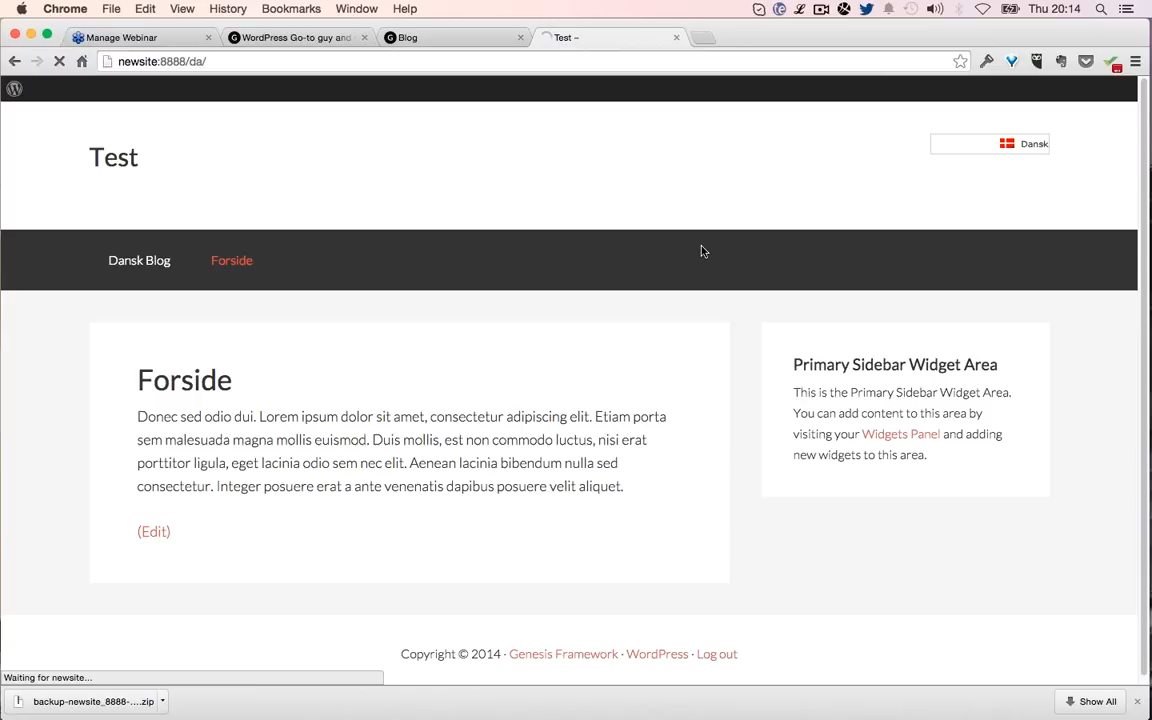 Chrome File Edit View History Bookmarks Window Help Thu 20:14
Manage Webinar WordPress Go-to guy and Blog Test –
newsite:8888/da/
Test
Dansk
Dansk Blog Forside
Forside
Primary Sidebar Widget Area
Donec sed odio dui. Lorem ipsum dolor sit amet, consectetur adipiscing elit. Etiam porta
sem malesuada magna mollis euismod. Duis mollis, est non commodo luctus, nisi erat
porttitor ligula, eget lacinia odio sem nec elit. Aenean lacinia bibendum nulla sed
consectetur. Integer posuere erat a ante venenatis dapibus posuere velit aliquet.
(Edit)
This is the Primary Sidebar Widget Area.
You can add content to this area by
visiting your Widgets Panel and adding
new widgets to this area.
Copyright © 2014 · Genesis Framework · WordPress · Log out
Waiting for newsite...
backup-newsite_8888-....zip
Show All